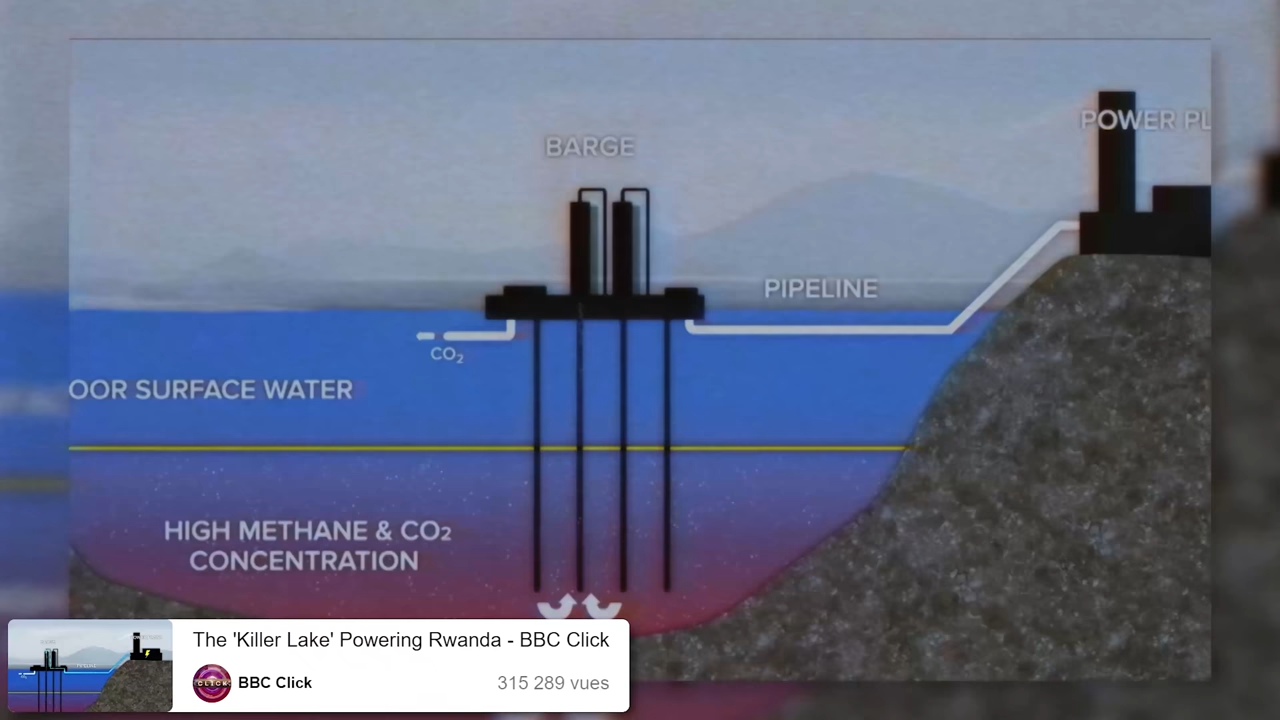 POWER PL
BARGE
PIPELINE
CO₂
OOR SURFACE WATER
HIGH METHANE & CO₂
CONCENTRATION
The 'Killer Lake' Powering Rwanda - BBC Click
CLICK
BBC Click
315 289 vues